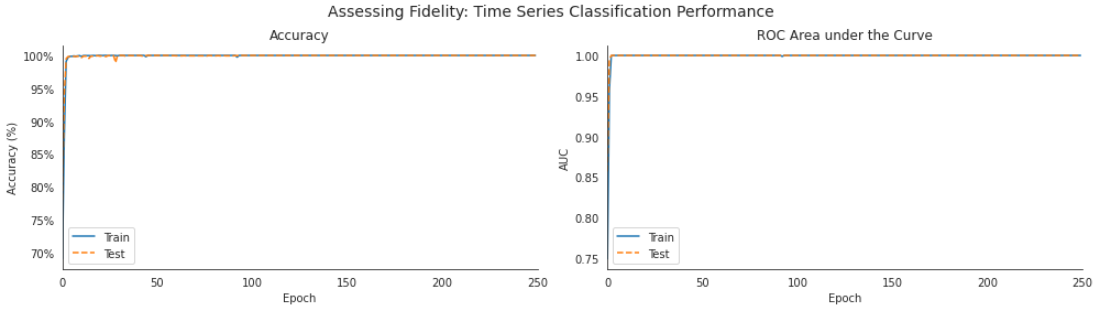 Assessing Fidelity: Time Series Classification Performance
Accuracy
Accuracy (%)
100%
95%
90%
85%
80%
75%
70%
Train
Test
0
50
100
150
200
250
Epoch
ROC Area under the Curve
AUC
1.00
0.95
0.90
0.85
0.80
0.75
Train
Test
0
50
100
150
200
250
Epoch